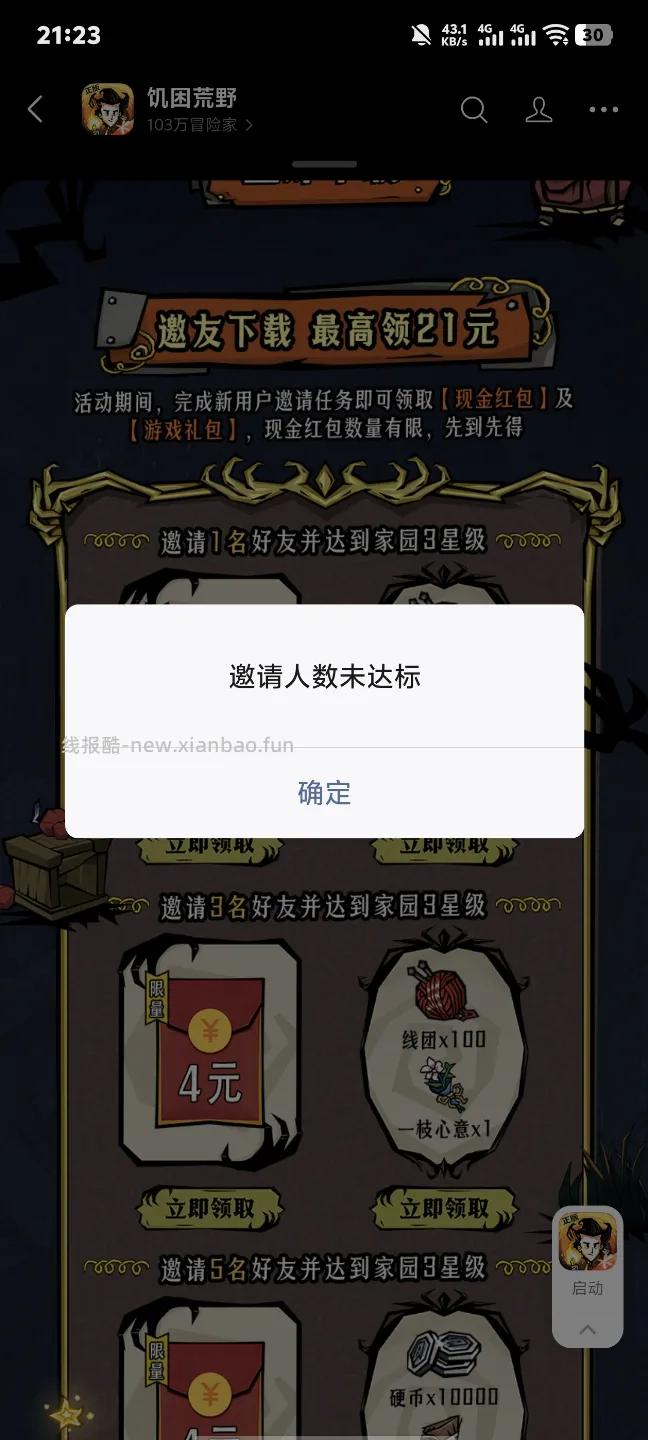 21:23
43.1 KB/s 4G 4G 30
正版
饥困荒野
103万冒险家
邀友下载 最高领21元
活动期间，完成新用户邀请任务即可领取【现金红包】及
【游戏礼包】，现金红包数量有限，先到先得
邀请1名好友并达到家园3星级
邀请人数未达标
线报酷-new.xianbao.fun
确定
立即领取 立即领取
邀请3名好友并达到家园3星级
限量
¥
4元
线团x100
一枝心意x1
立即领取 立即领取
正版
启动
邀请5名好友并达到家园3星级
限量
¥
4元
硬币x10000